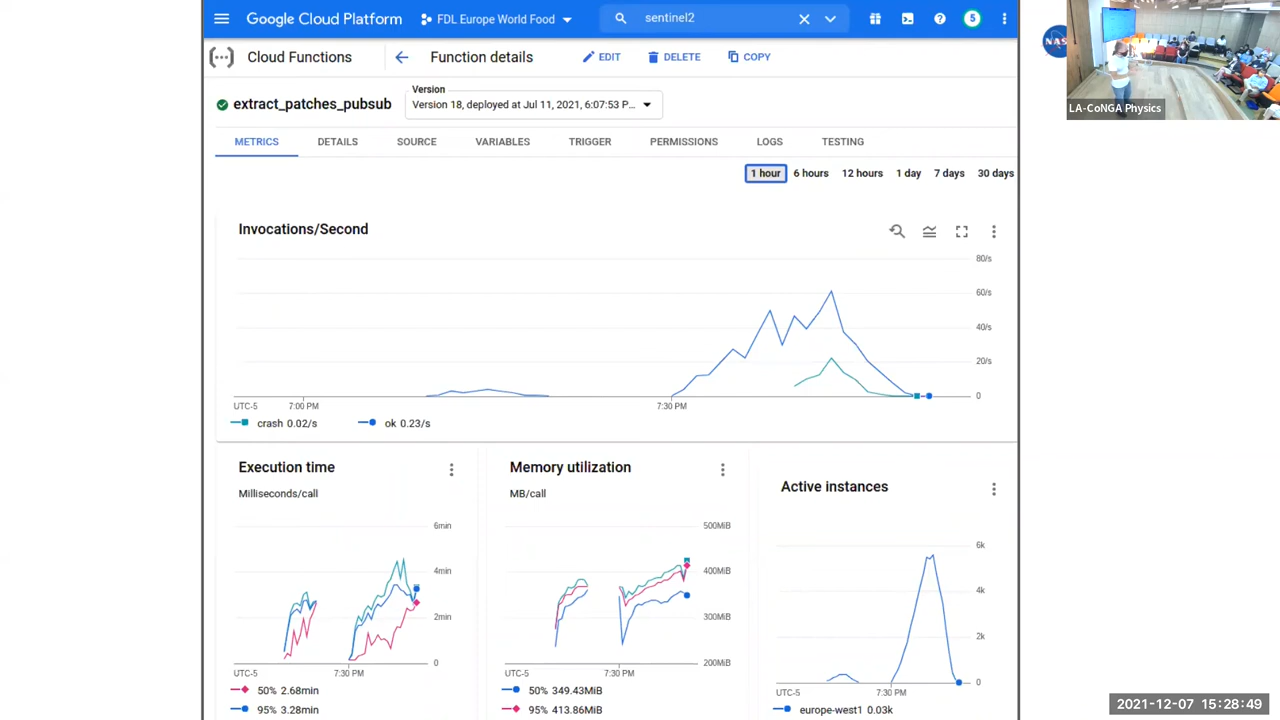 Google Cloud Platform
FDL Europe World Food
sentinel2
5
NAS
LA-CoNGA Physics
Cloud Functions
Function details
EDIT
DELETE
COPY
extract_patches_pubsub
Version
Version 18, deployed at Jul 11, 2021, 6:07:53 P...
METRICS
DETAILS
SOURCE
VARIABLES
TRIGGER
PERMISSIONS
LOGS
TESTING
1 hour
6 hours
12 hours
1 day
7 days
30 days
Invocations/Second
80/s
60/s
40/s
20/s
0
UTC-5
7:00 PM
7:30 PM
crash 0.02/s
ok 0.23/s
Execution time
Milliseconds/call
6min
4min
2min
0
UTC-5
7:30 PM
50% 2.68min
95% 3.28min
Memory utilization
MB/call
500MiB
400MiB
300MiB
200MiB
UTC-5
7:30 PM
50% 349.43MiB
95% 413.86MiB
Active instances
6k
4k
2k
0
UTC-5
7:30 PM
europe-west1 0.03k
2021-12-07 15:28:49